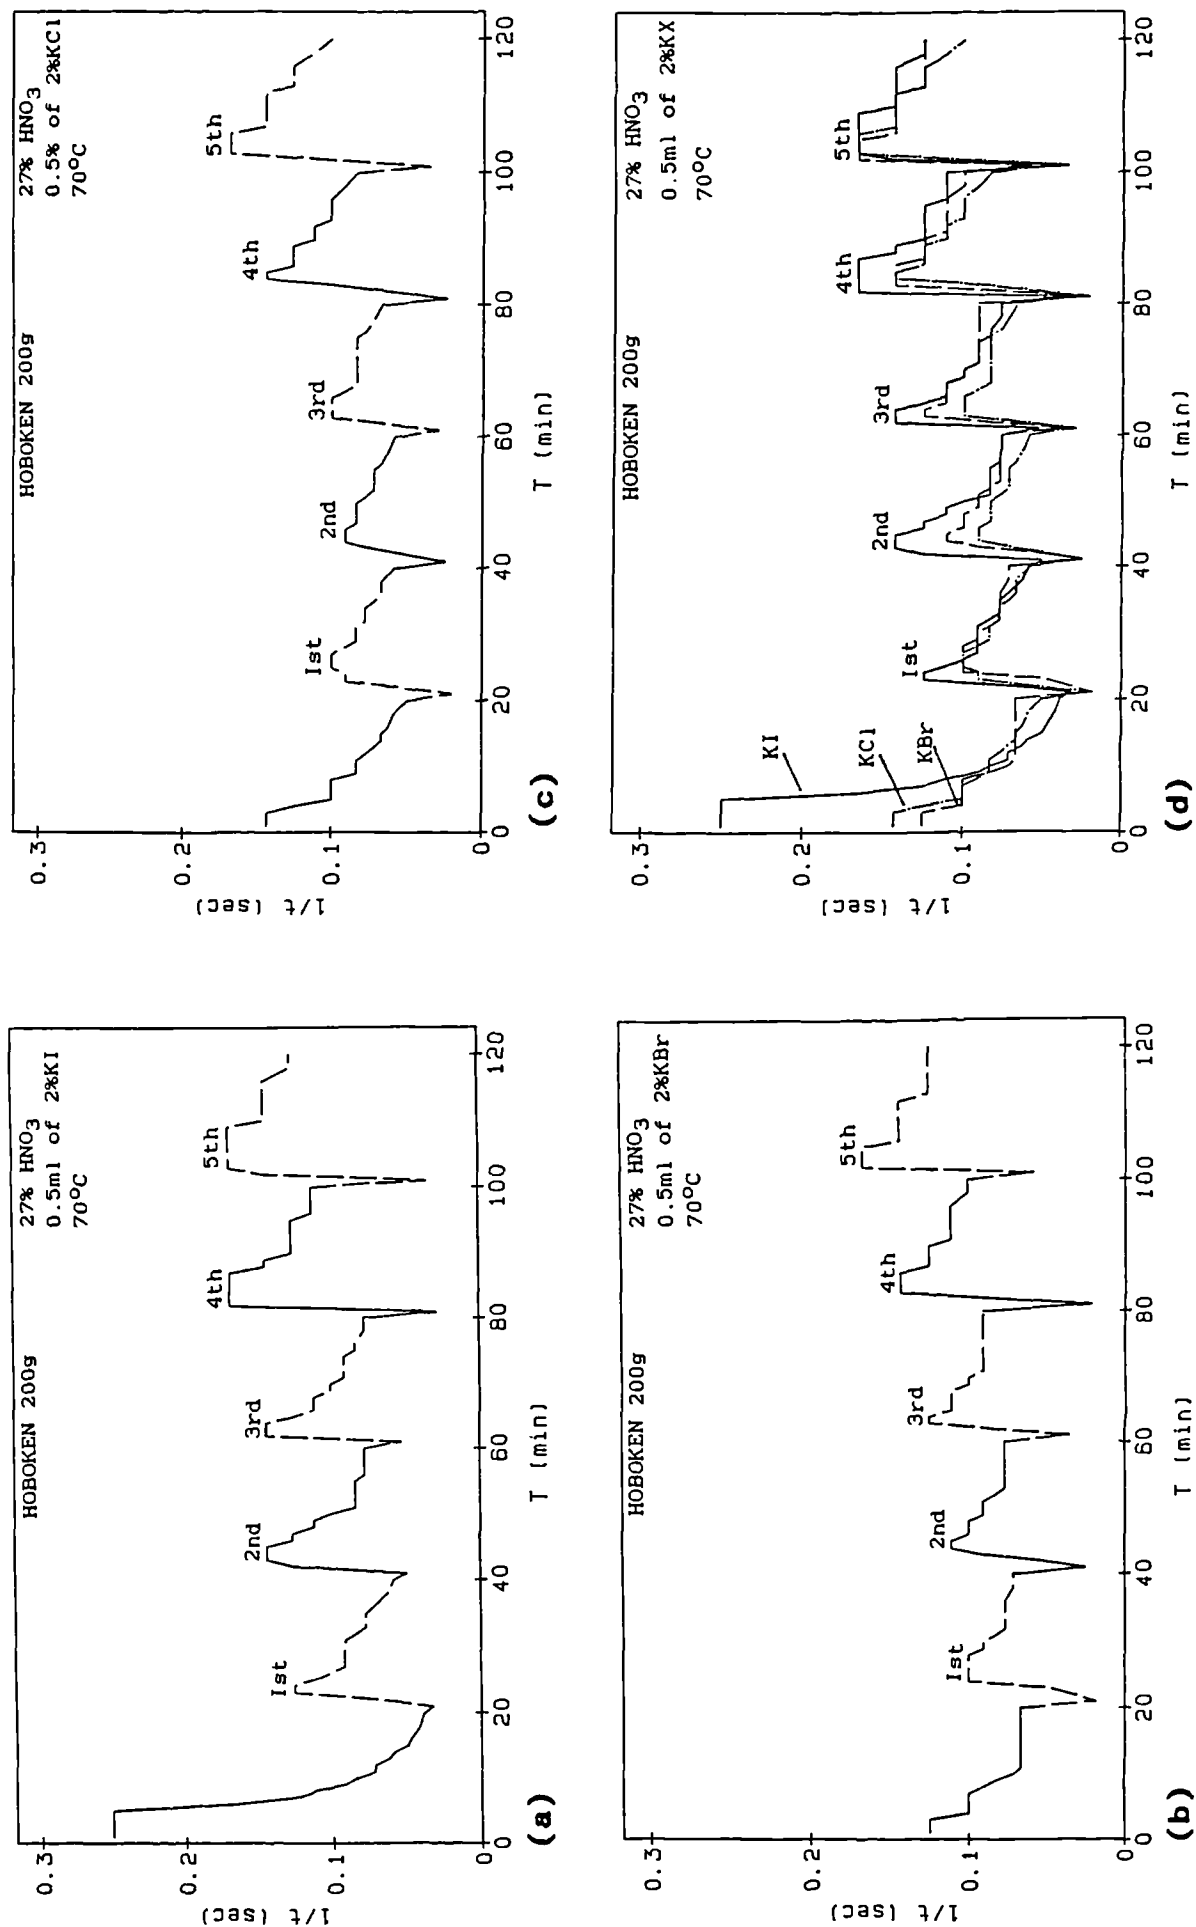 HOBOKEN 200g
27% HNO₃
0.5ml of 2%KI
70°C
1st
2nd
3rd
4th
5th
0.3
0.2
0.1
0
1/t (sec)
0
20
40
60
80
100
120
T (min)
(a)
HOBOKEN 200g
27% HNO₃
0.5ml of 2%KBr
70°C
1st
2nd
3rd
4th
5th
0.3
0.2
0.1
0
1/t (sec)
0
20
40
60
80
100
120
T (min)
(b)
HOBOKEN 200g
27% HNO₃
0.5% of 2%KCl
70°C
1st
2nd
3rd
4th
5th
0.3
0.2
0.1
0
1/t (sec)
0
20
40
60
80
100
120
T (min)
(c)
HOBOKEN 200g
27% HNO₃
0.5ml of 2%KX
70°C
KI
KCl
KBr
1st
2nd
3rd
4th
5th
0.3
0.2
0.1
0
1/t (sec)
0
20
40
60
80
100
120
T (min)
(d)